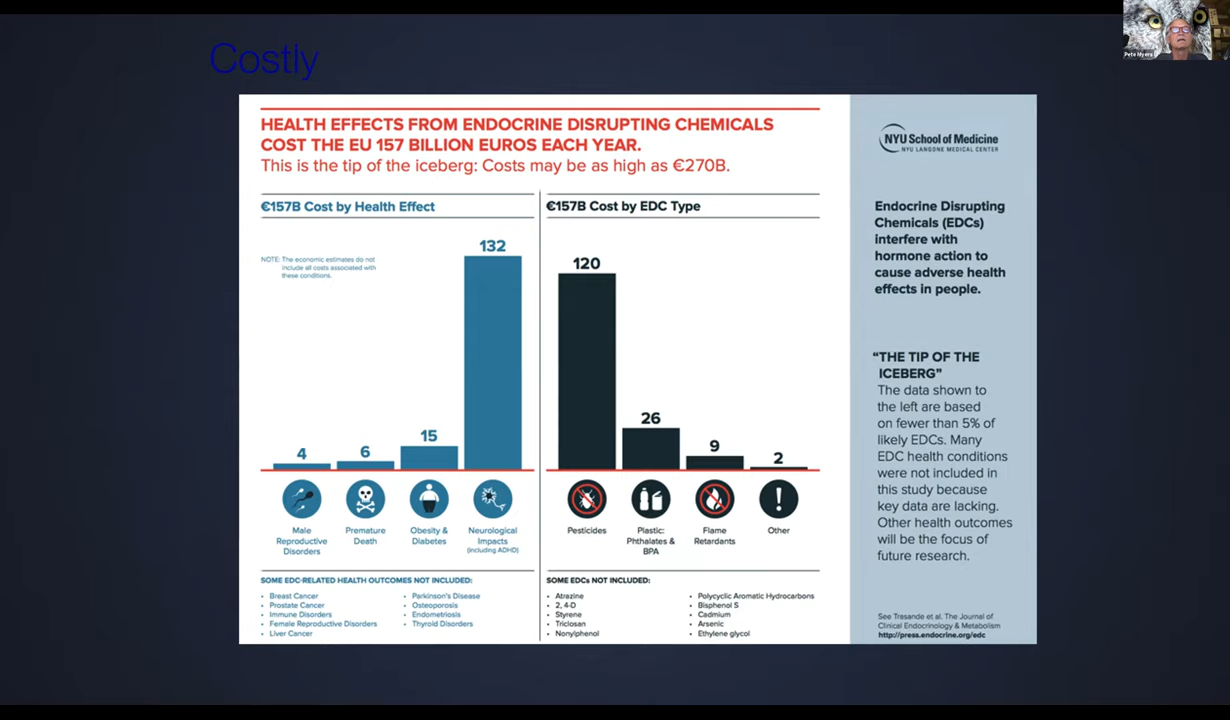 Costly
Pete Myers
HEALTH EFFECTS FROM ENDOCRINE DISRUPTING CHEMICALS
COST THE EU 157 BILLION EUROS EACH YEAR.
This is the tip of the iceberg: Costs may be as high as €270B.
€157B Cost by Health Effect
NOTE: The economic estimates do not
include all costs associated with
these conditions.
4
6
15
132
Male
Reproductive
Disorders
Premature
Death
Obesity &
Diabetes
Neurological
Impacts
(including ADHD)
SOME EDC-RELATED HEALTH OUTCOMES NOT INCLUDED:
• Breast Cancer
• Prostate Cancer
• Immune Disorders
• Female Reproductive Disorders
• Liver Cancer
• Parkinson's Disease
• Osteoporosis
• Endometriosis
• Thyroid Disorders
€157B Cost by EDC Type
120
26
9
2
Pesticides
Plastic:
Phthalates &
BPA
Flame
Retardants
Other
SOME EDCs NOT INCLUDED:
• Atrazine
• 2, 4-D
• Styrene
• Triclosan
• Nonylphenol
• Polycyclic Aromatic Hydrocarbons
• Bisphenol S
• Cadmium
• Arsenic
• Ethylene glycol
NYU School of Medicine
NYU LANGONE MEDICAL CENTER
Endocrine Disrupting
Chemicals (EDCs)
interfere with
hormone action to
cause adverse health
effects in people.
“THE TIP OF THE
ICEBERG”
The data shown to
the left are based
on fewer than 5% of
likely EDCs. Many
EDC health conditions
were not included in
this study because
key data are lacking.
Other health outcomes
will be the focus of
future research.
See Trasande et al. The Journal of
Clinical Endocrinology & Metabolism
http://press.endocrine.org/edc